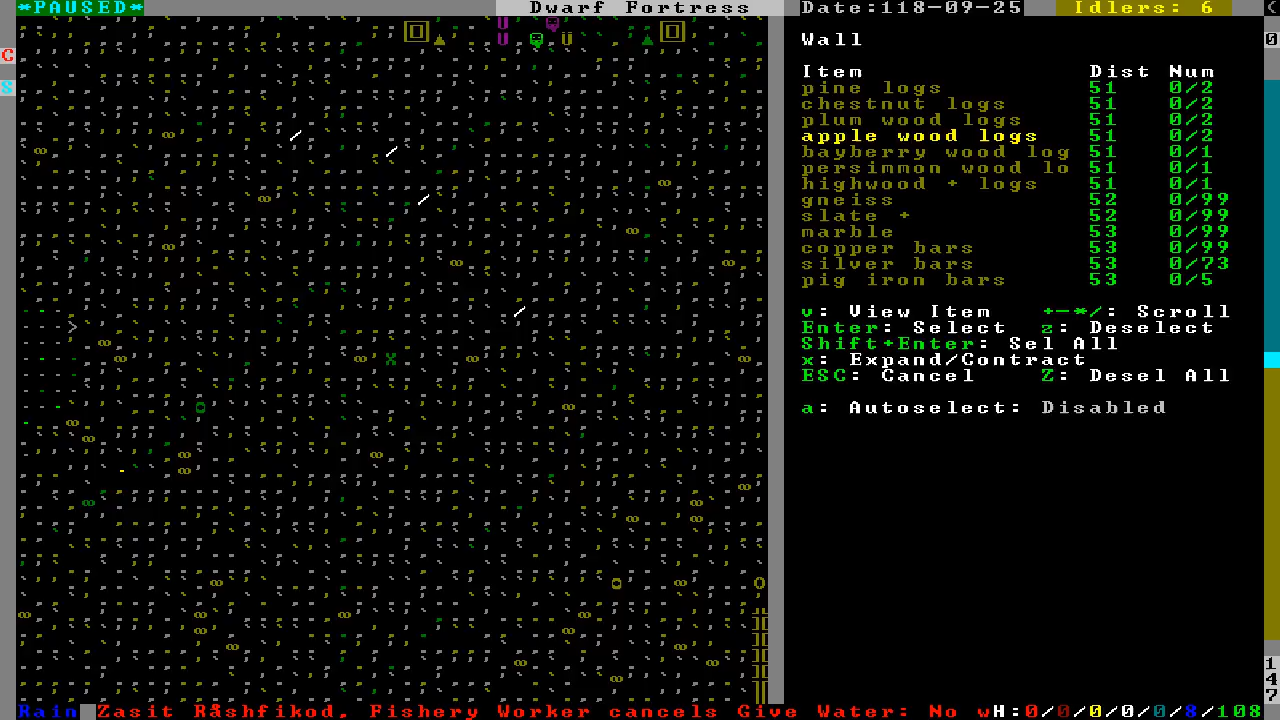 *PAUSED* Dwarf Fortress Date:118-09-25 Idlers: 6
Wall
Item Dist Num
pine logs 51 0/2
chestnut logs 51 0/2
plum wood logs 51 0/2
apple wood logs 51 0/2
bayberry wood log 51 0/1
persimmon wood lo 51 0/1
highwood + logs 51 0/1
gneiss 52 0/99
slate + 52 0/99
marble 53 0/99
copper bars 53 0/99
silver bars 53 0/73
pig iron bars 53 0/5
v: View Item +-*/: Scroll
Enter: Select z: Deselect
Shift+Enter: Sel All
x: Expand/Contract
ESC: Cancel Z: Desel All
a: Autoselect: Disabled
C
S
0
147
Rain Zasit Råshfikod, Fishery Worker cancels Give Water: No wH:0/0/0/0/0/8/108